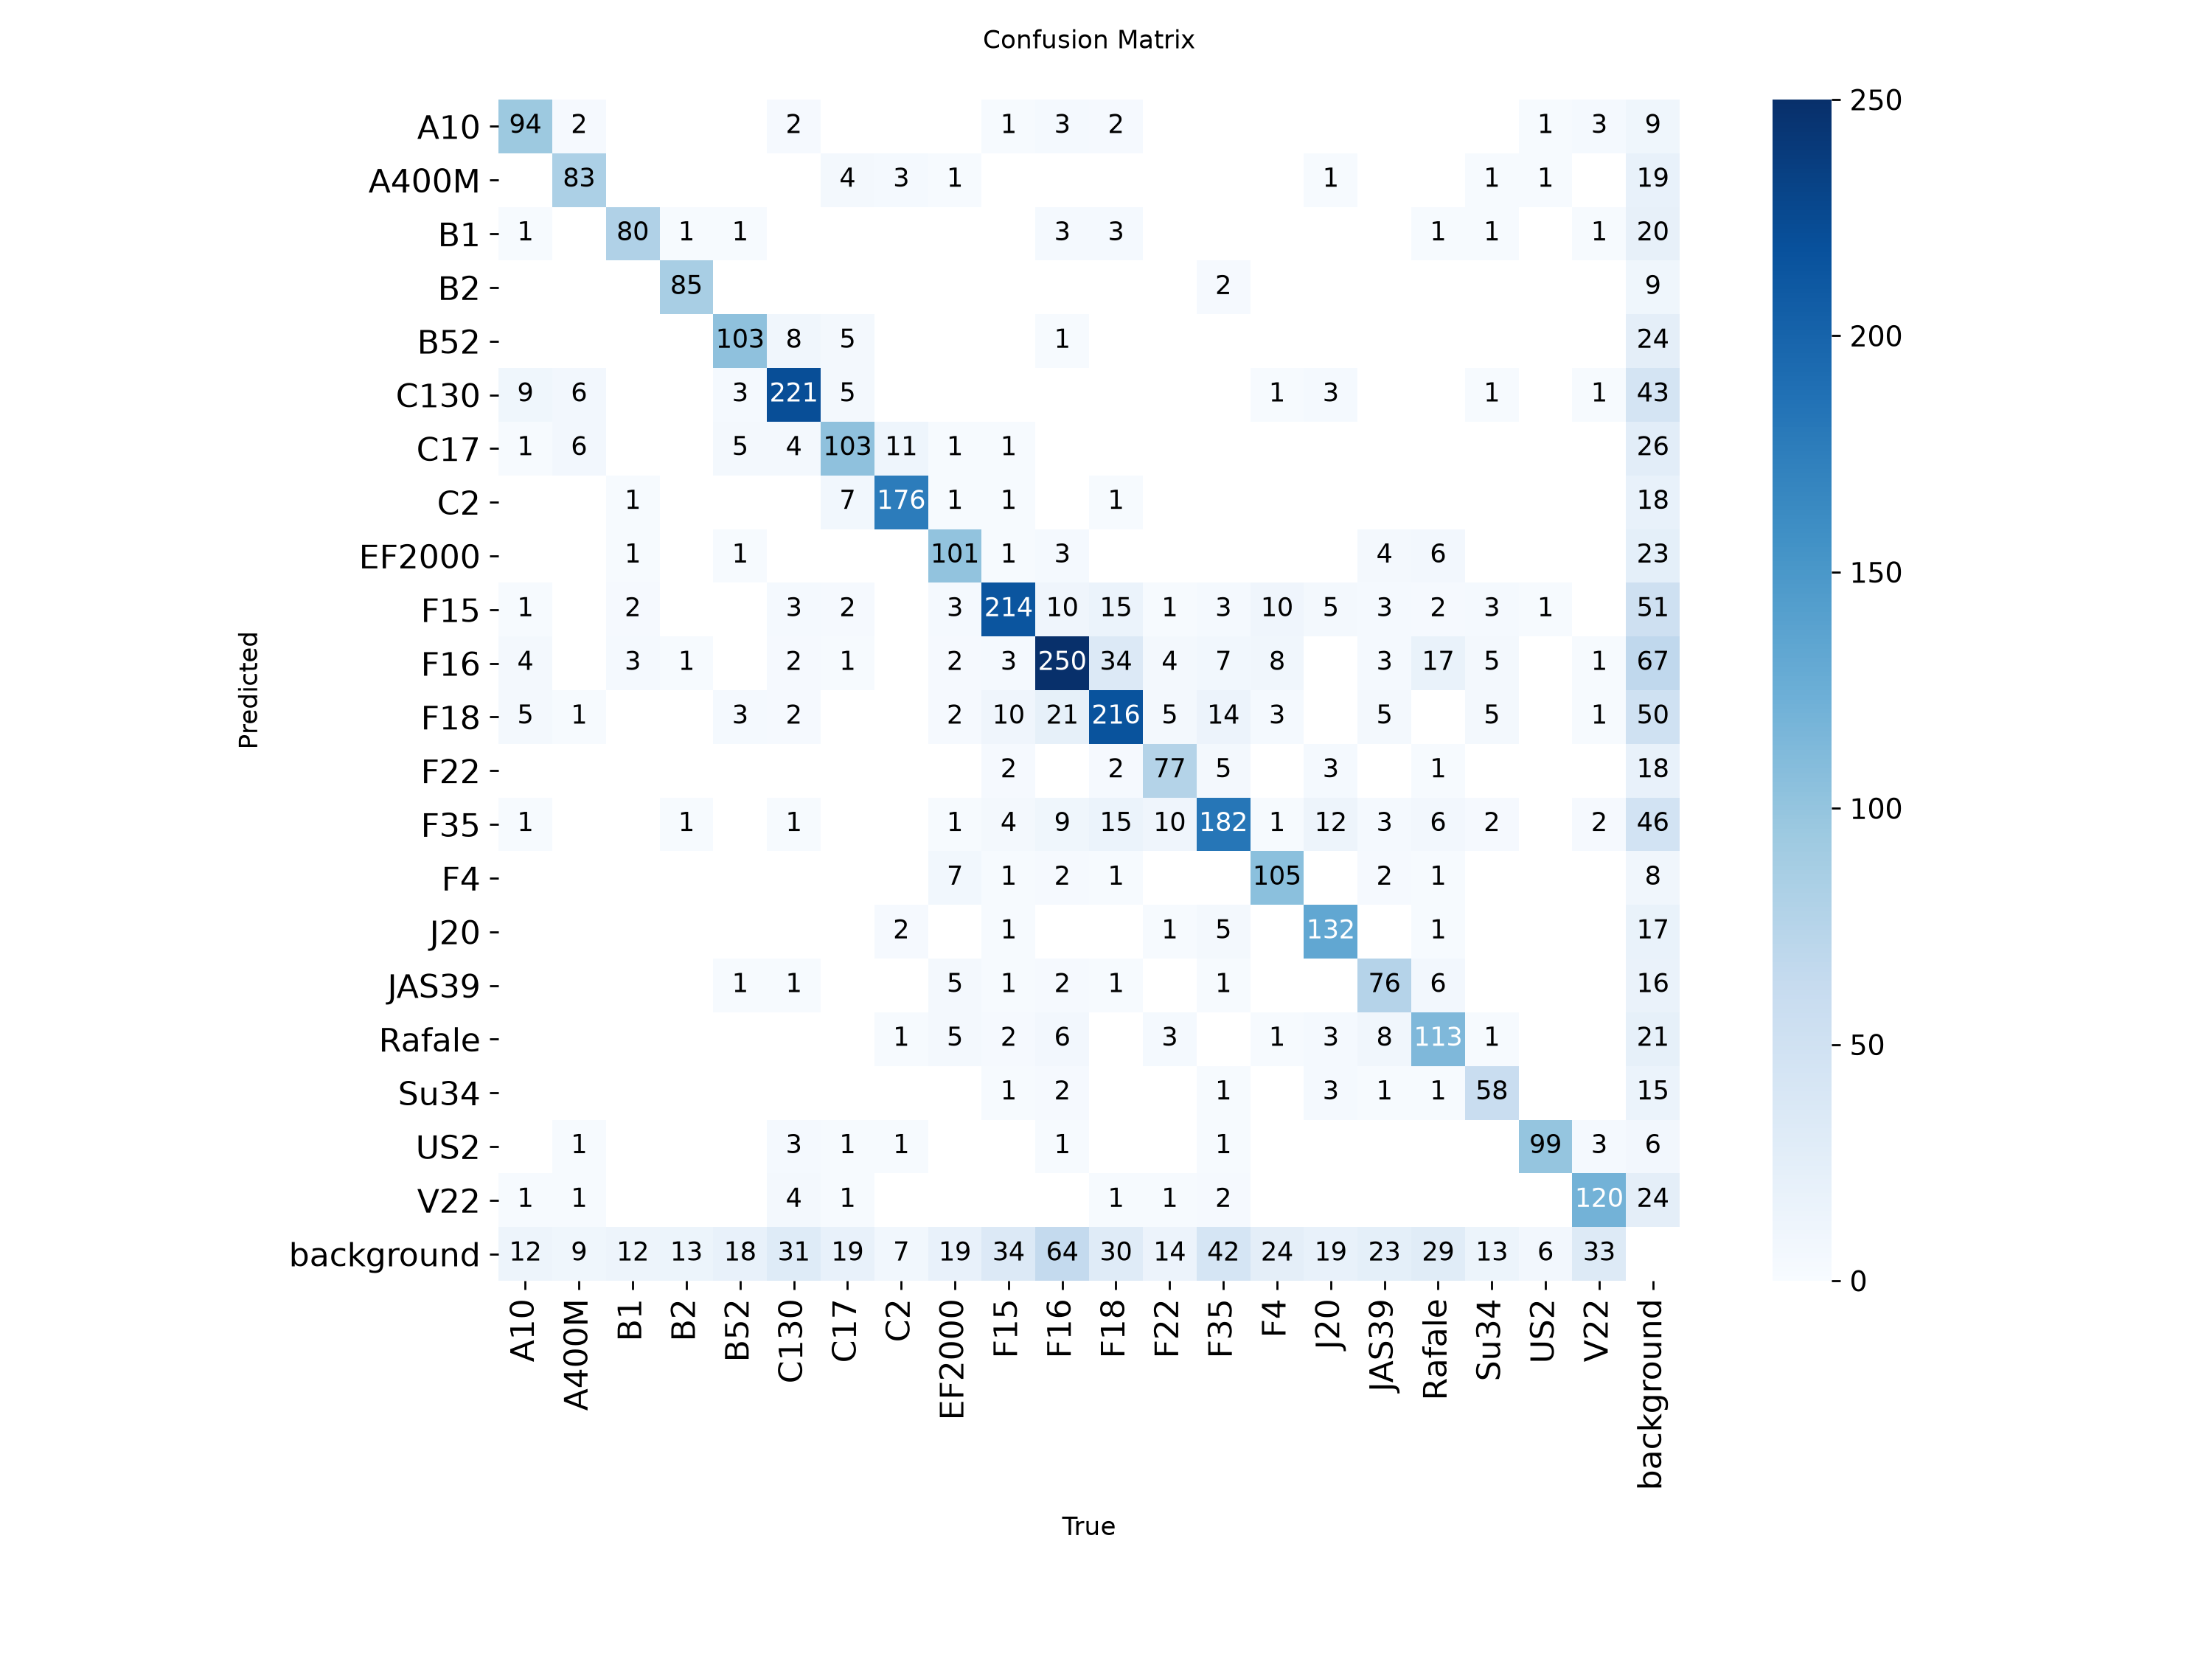 Confusion Matrix
A10 94 2 2 1 3 2 1 3 9
A400M 83 4 3 1 1 1 1 19
B1 1 80 1 1 3 3 1 1 1 20
B2 85 2 9
B52 103 8 5 1 24
C130 9 6 3 221 5 1 3 1 1 43
C17 1 6 5 4 103 11 1 1 26
C2 1 7 176 1 1 1 18
EF2000 1 1 101 1 3 4 6 23
F15 1 2 3 2 3 214 10 15 1 3 10 5 3 2 3 1 51
F16 4 3 1 2 1 2 3 250 34 4 7 8 3 17 5 1 67
F18 5 1 3 2 2 10 21 216 5 14 3 5 5 1 50
F22 2 2 77 5 3 1 18
F35 1 1 1 1 4 9 15 10 182 1 12 3 6 2 2 46
F4 7 1 2 1 105 2 1 8
J20 2 1 1 5 132 1 17
JAS39 1 1 5 1 2 1 1 76 6 16
Rafale 1 5 2 6 3 1 3 8 113 1 21
Su34 1 2 1 3 1 1 58 15
US2 1 3 1 1 1 1 99 3 6
V22 1 1 4 1 1 1 2 120 24
background 12 9 12 13 18 31 19 7 19 34 64 30 14 42 24 19 23 29 13 6 33
A10 A400M B1 B2 B52 C130 C17 C2 EF2000 F15 F16 F18 F22 F35 F4 J20 JAS39 Rafale Su34 US2 V22 background
True
Predicted
250
200
150
100
50
0